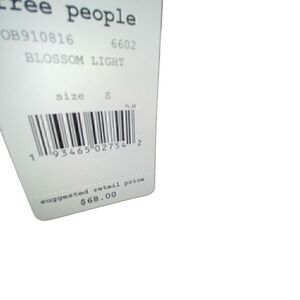 free people
OB910816 6602
BLOSSOM LIGHT
size S
1 93465 02754 2
suggested retail price
$68.00